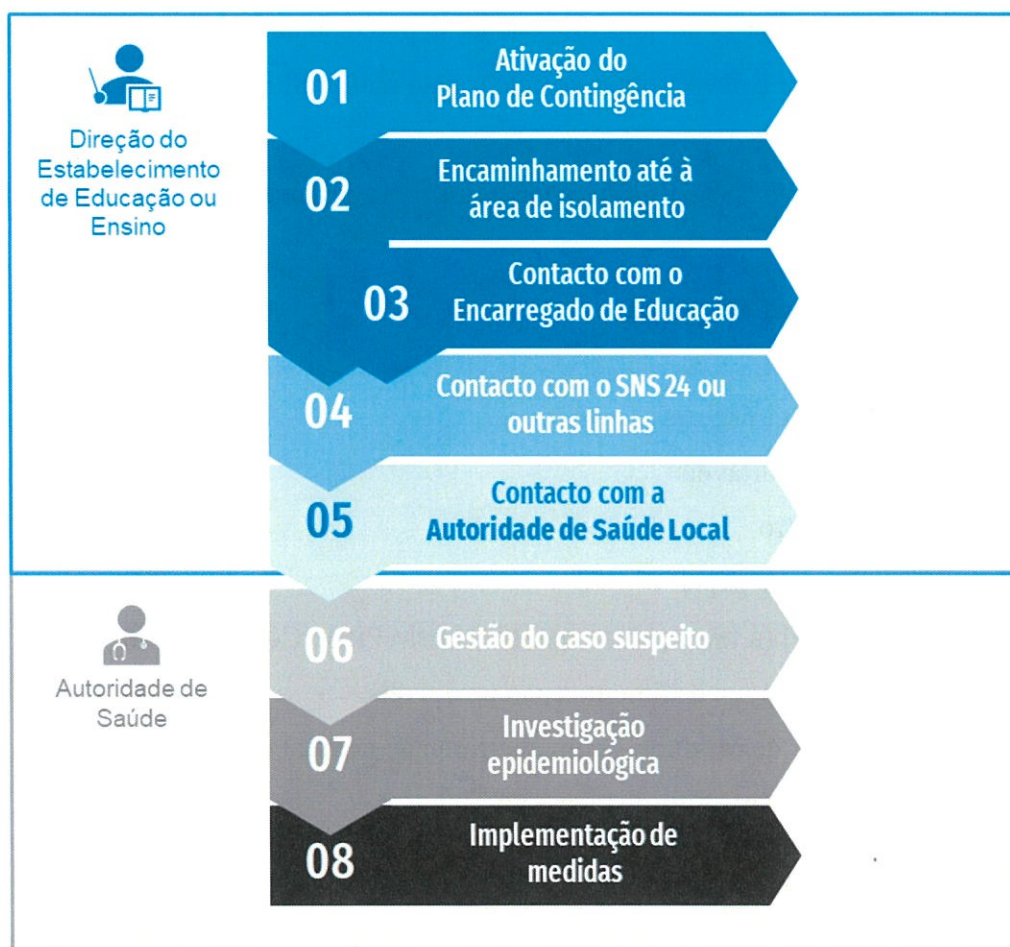 Direção do
Estabelecimento
de Educação ou
Ensino
01
Ativação do
Plano de Contingência
02
Encaminhamento até à
área de isolamento
03
Contacto com o
Encarregado de Educação
04
Contacto com o SNS 24 ou
outras linhas
05
Contacto com a
Autoridade de Saúde Local
Autoridade de
Saúde
06
Gestão do caso suspeito
07
Investigação
epidemiológica
08
Implementação de
medidas